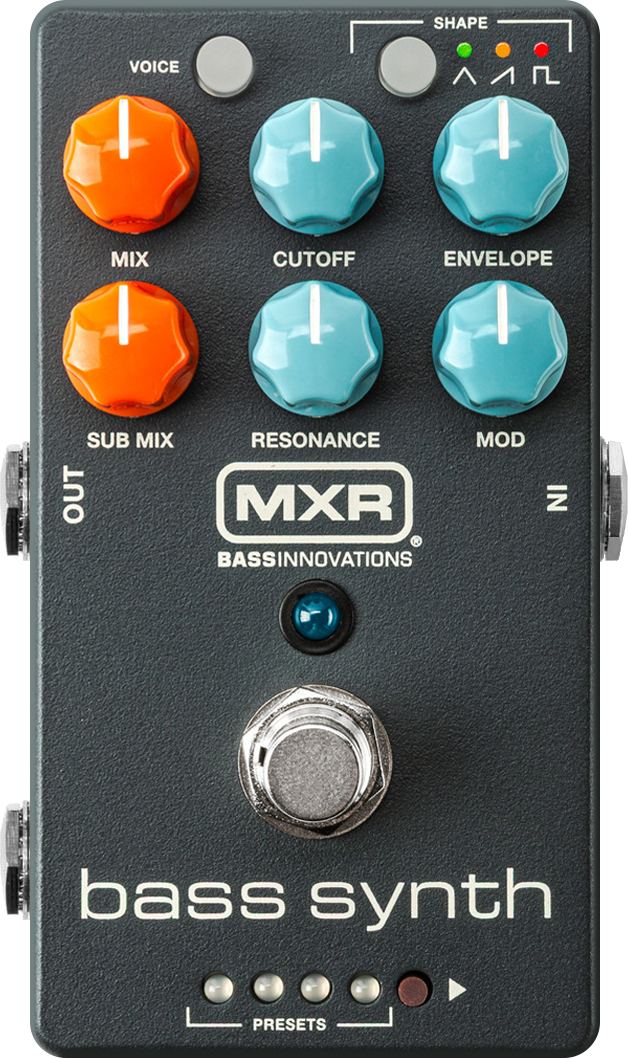 SHAPE
VOICE
MIX
CUTOFF
ENVELOPE
SUB MIX
RESONANCE
MOD
OUT
IN
MXR®
BASSINNOVATIONS
bass synth
PRESETS